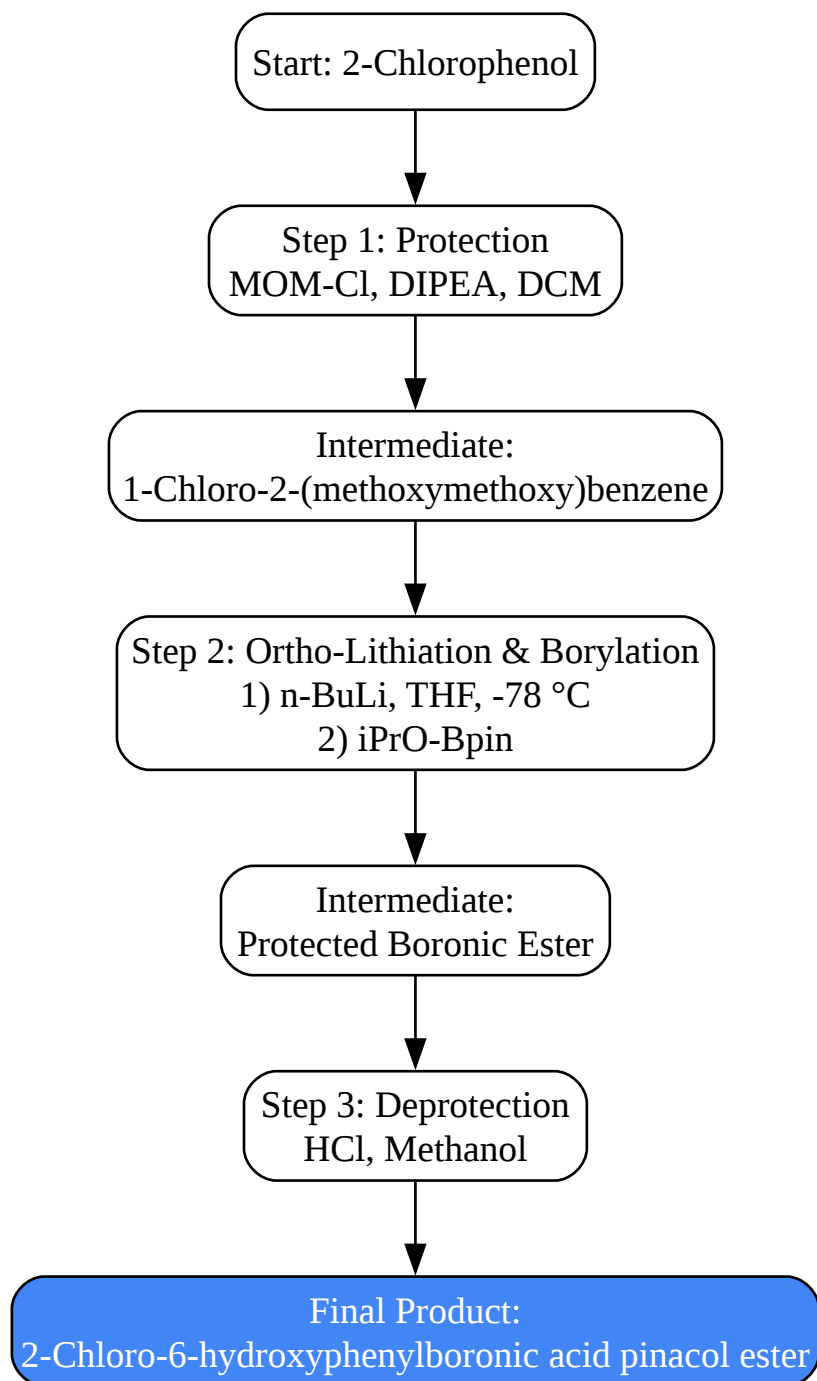 Start: 2-Chlorophenol
Step 1: Protection
MOM-Cl, DIPEA, DCM
Intermediate:
1-Chloro-2-(methoxymethoxy)benzene
Step 2: Ortho-Lithiation & Borylation
1) n-BuLi, THF, -78 °C
2) iPrO-Bpin
Intermediate:
Protected Boronic Ester
Step 3: Deprotection
HCl, Methanol
Final Product:
2-Chloro-6-hydroxyphenylboronic acid pinacol ester